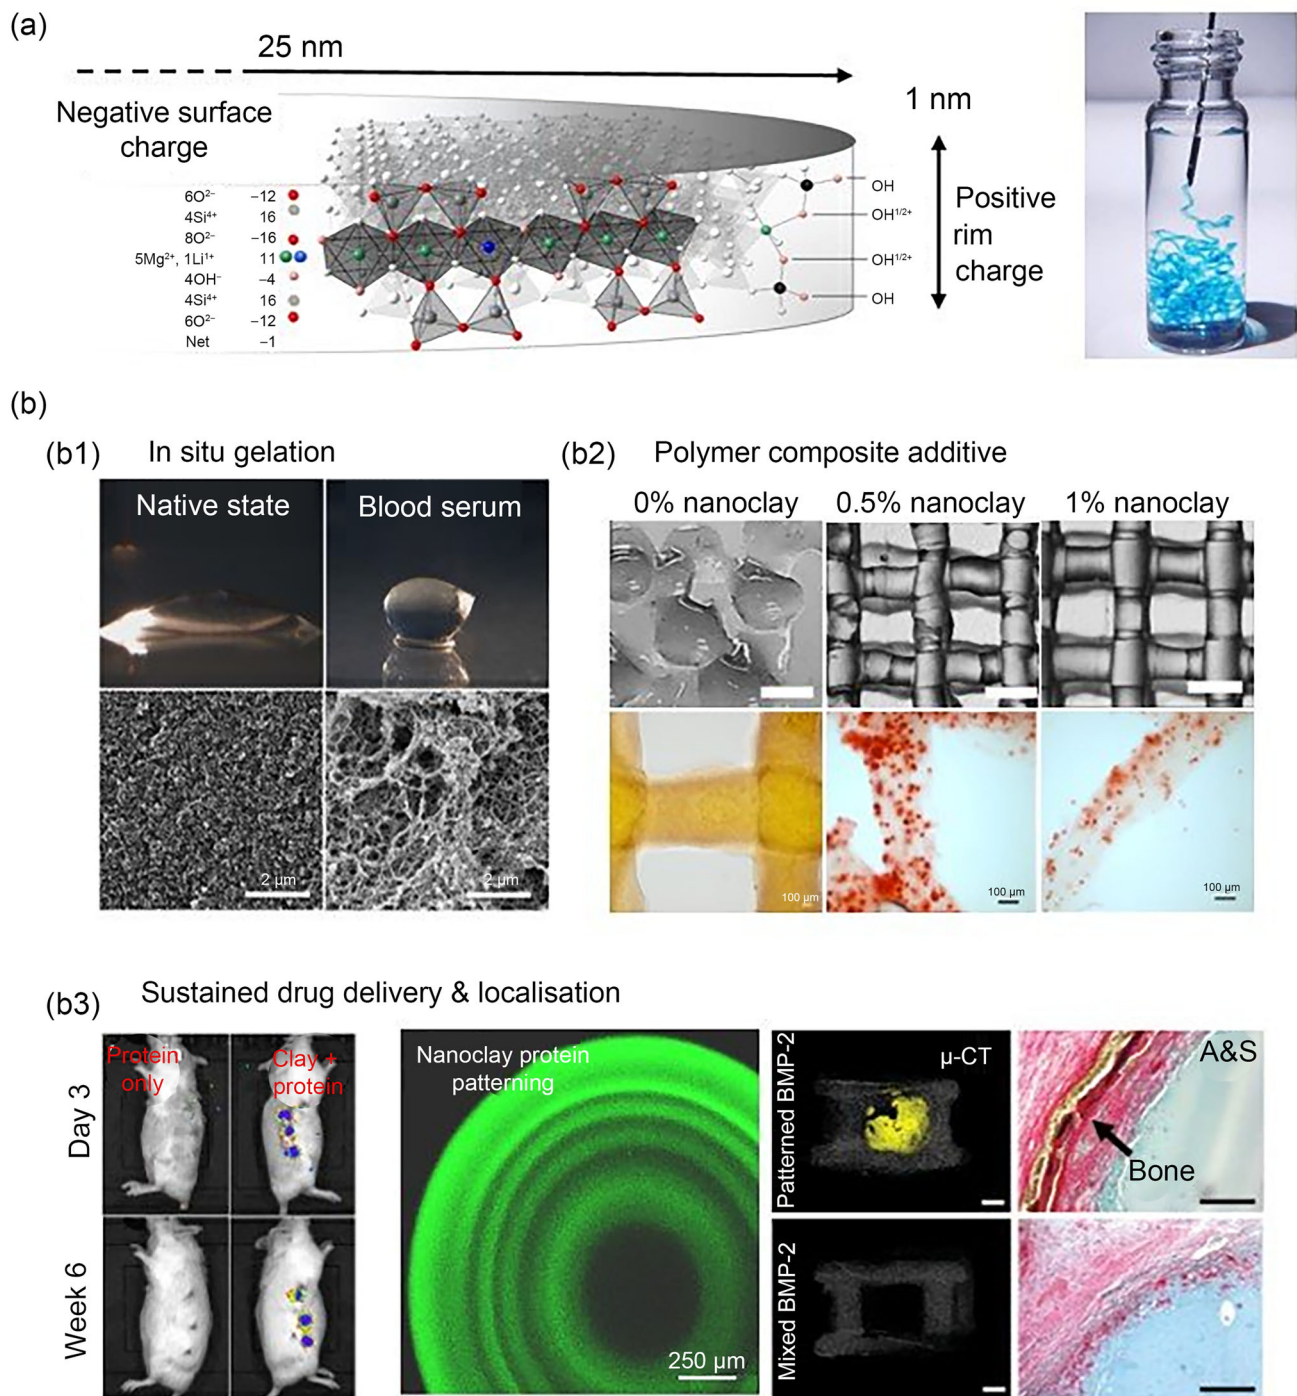 (a)
25 nm
1 nm
Negative surface
charge
6O²⁻ −12
4Si⁴⁺ 16
8O²⁻ −16
5Mg²⁺, 1Li¹⁺ 11
4OH⁻ −4
4Si⁴⁺ 16
6O²⁻ −12
Net −1
OH
OH¹/²⁺
OH¹/²⁺
OH
Positive
rim
charge
(b)
(b1) In situ gelation
Native state
Blood serum
2 μm
2 μm
(b2) Polymer composite additive
0% nanoclay
0.5% nanoclay
1% nanoclay
100 μm
100 μm
100 μm
(b3) Sustained drug delivery & localisation
Day 3
Week 6
Protein
only
Clay +
protein
Nanoclay protein
patterning
250 μm
Patterned BMP-2
Mixed BMP-2
μ-CT
A&S
Bone